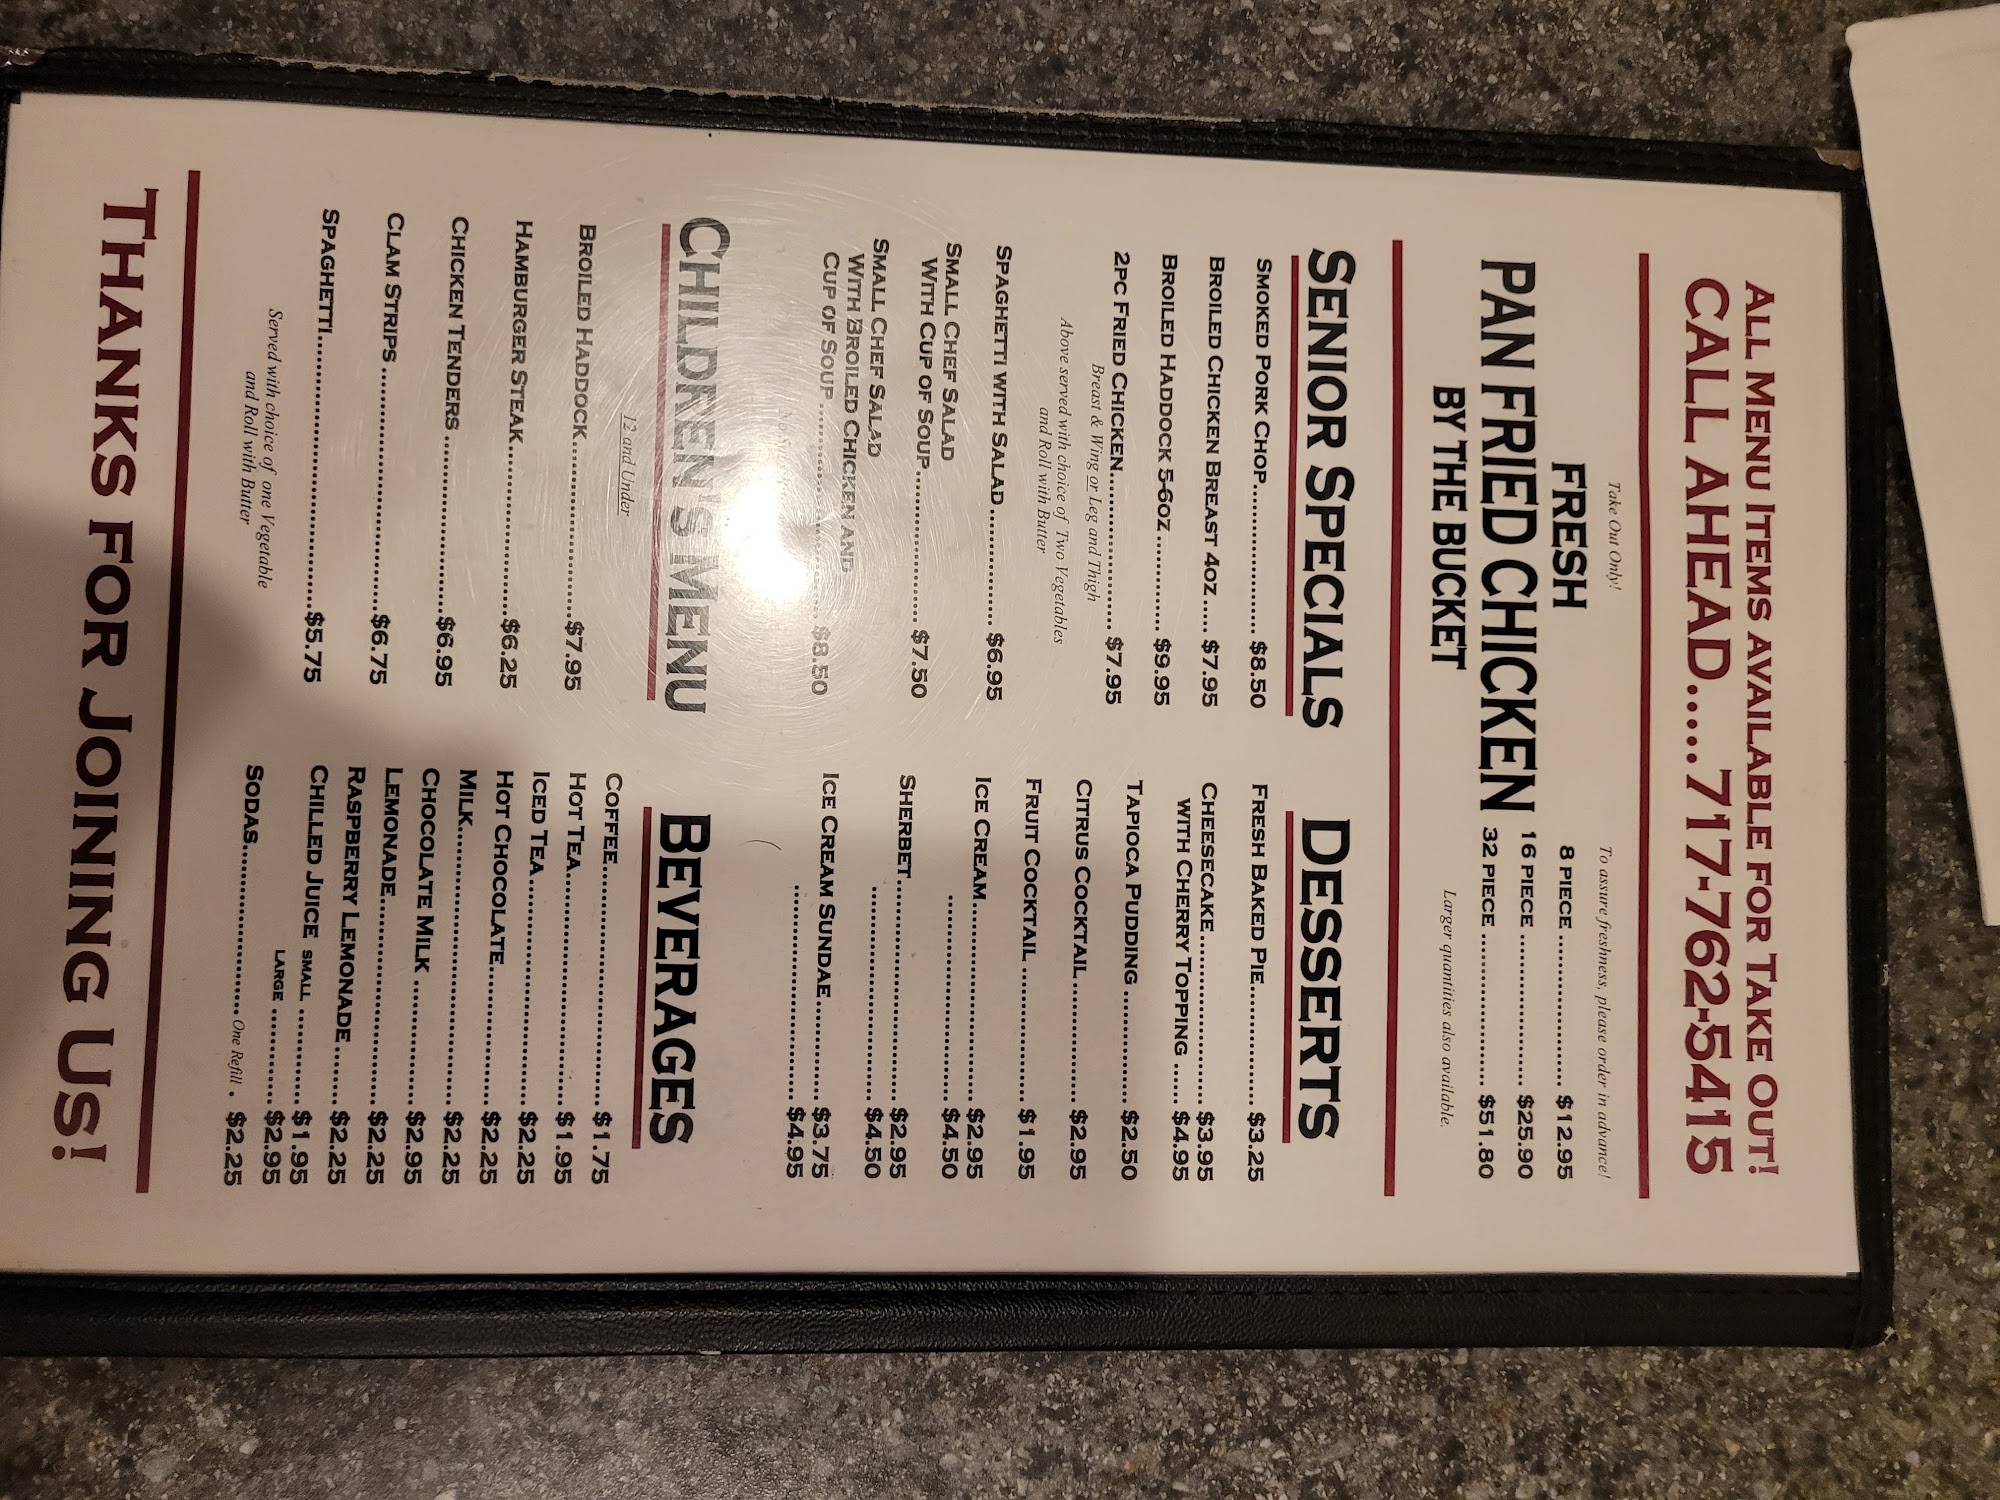 All Menu Items available for Take Out!
CALL AHEAD.....717-762-5415
Take Out Only!
To assure freshness, please order in advance!
FRESH
PAN FRIED CHICKEN
BY THE BUCKET
8 piece ........................ $12.95
16 piece ........................ $25.90
32 piece ........................ $51.80
Larger quantities also available.
Senior Specials
Smoked Pork Chop........................ $8.50
Broiled Chicken Breast 4oz ..... $7.95
Broiled Haddock 5-6oz............... $9.95
2pc Fried Chicken........................ $7.95
Breast & Wing or Leg and Thigh
Above served with choice of Two Vegetables
and Roll with Butter
Spaghetti with Salad.................. $6.95
Small Chef Salad
With Cup of Soup........................ $7.50
Small Chef Salad
With Broiled Chicken and
Cup of Soup ........................ $8.50
Children's Menu
12 and Under
Broiled Haddock........................$7.95
Hamburger Steak........................$6.25
Chicken Tenders ........................$6.95
Clam Strips ........................$6.75
Spaghetti........................$5.75
Served with choice of one Vegetable
and Roll with Butter
Desserts
Fresh Baked Pie.................. $3.25
Cheesecake........................ $3.95
with Cherry Topping ...... $4.95
Tapioca Pudding ............... $2.50
Citrus Cocktail............... $2.95
Fruit Cocktail .................. $1.95
Ice Cream........................ $2.95
........................ $4.50
Sherbet........................ $2.95
........................ $4.50
Ice Cream Sundae ............ $3.75
........................ $4.95
Beverages
Coffee........................ $1.75
Hot Tea........................ $1.95
Iced Tea........................ $2.25
Hot Chocolate.................. $2.25
Milk........................ $2.25
Chocolate Milk ............... $2.95
Lemonade........................ $2.25
Raspberry Lemonade......... $2.25
Chilled Juice small ............ $1.95
large ............ $2.95
Sodas........................ One Refill . $2.25
Thanks for Joining us!